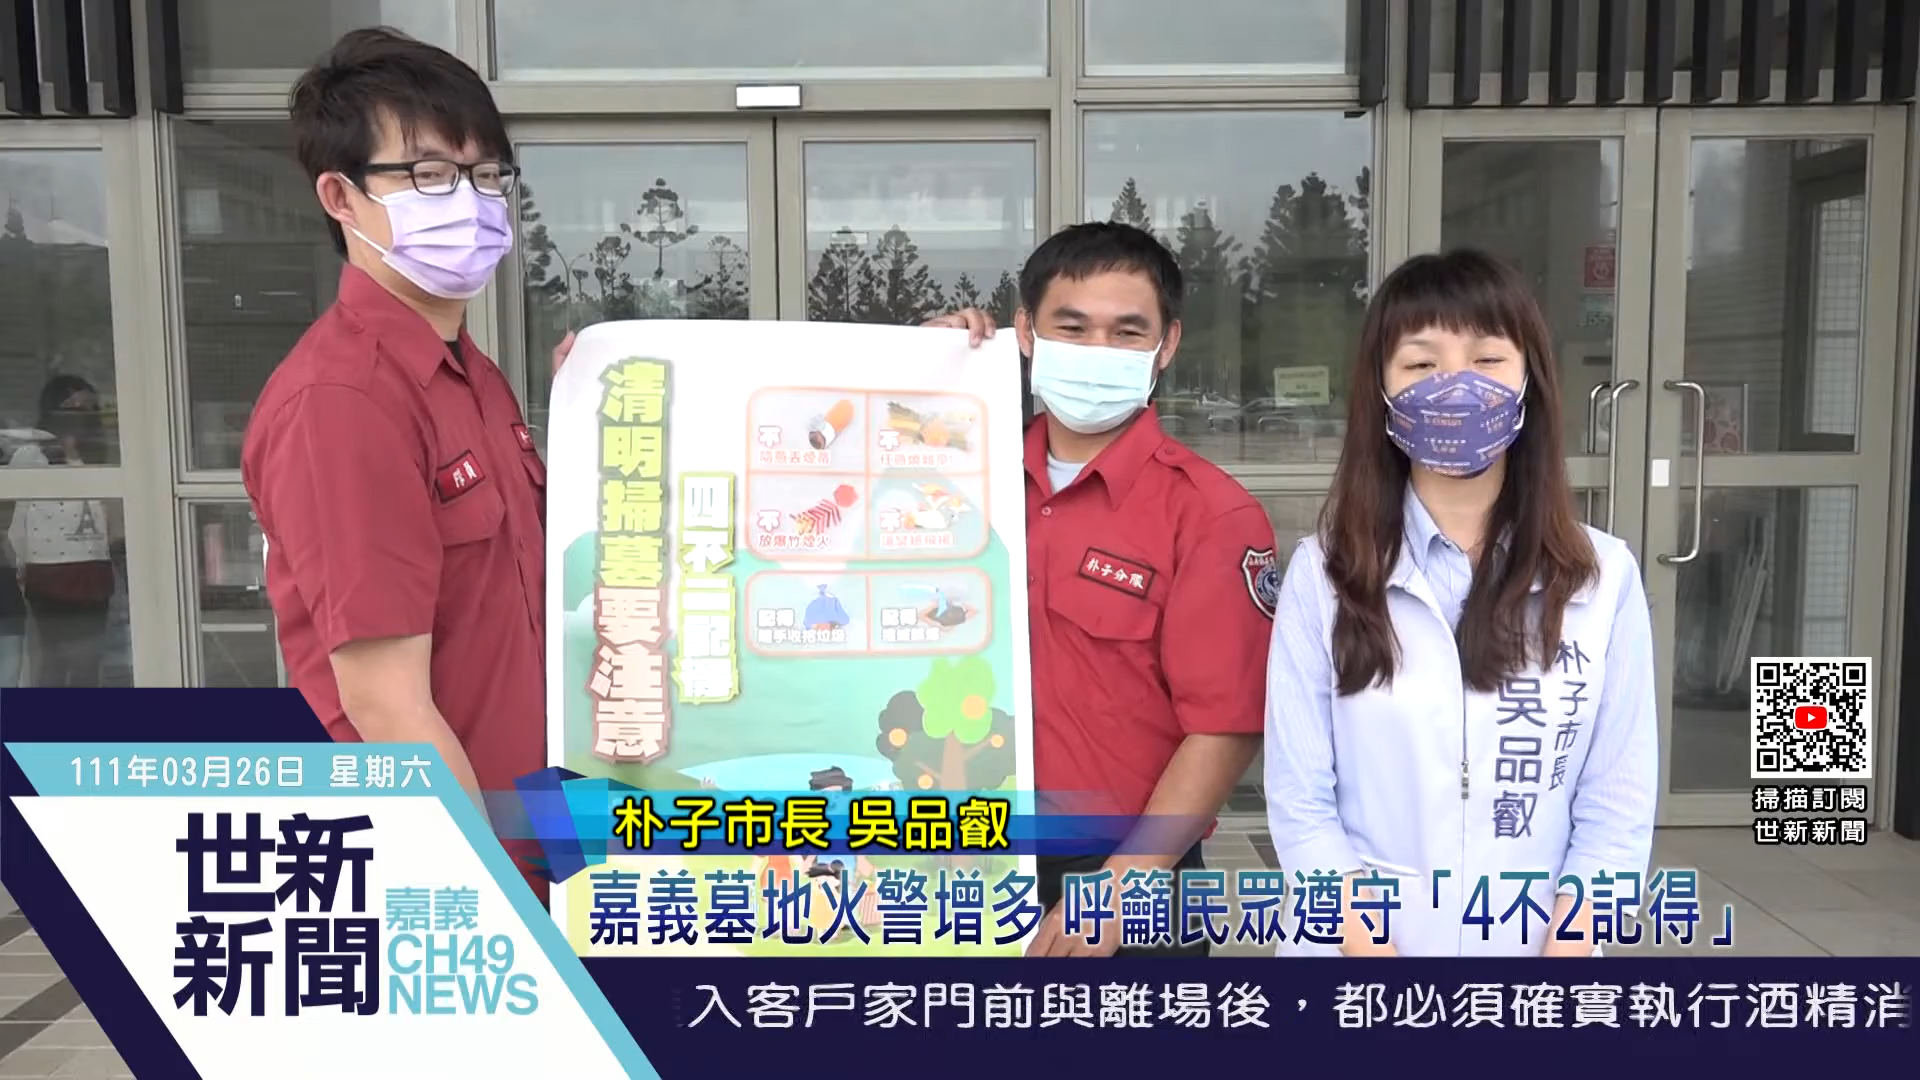 清明掃墓要注意
四不二記得
不
隨意丟煙蒂
不
任意燒雜草
不
放爆竹煙火
不
記得
隨手收拾垃圾
記得
朴子分隊
朴子市長
吳品叡
掃描訂閱
世新新聞
111年03月26日 星期六
世新
新聞
嘉義
CH49
NEWS
朴子市長 吳品叡
嘉義墓地火警增多 呼籲民眾遵守「4不2記得」
入客戶家門前與離場後，都必須確實執行酒精消